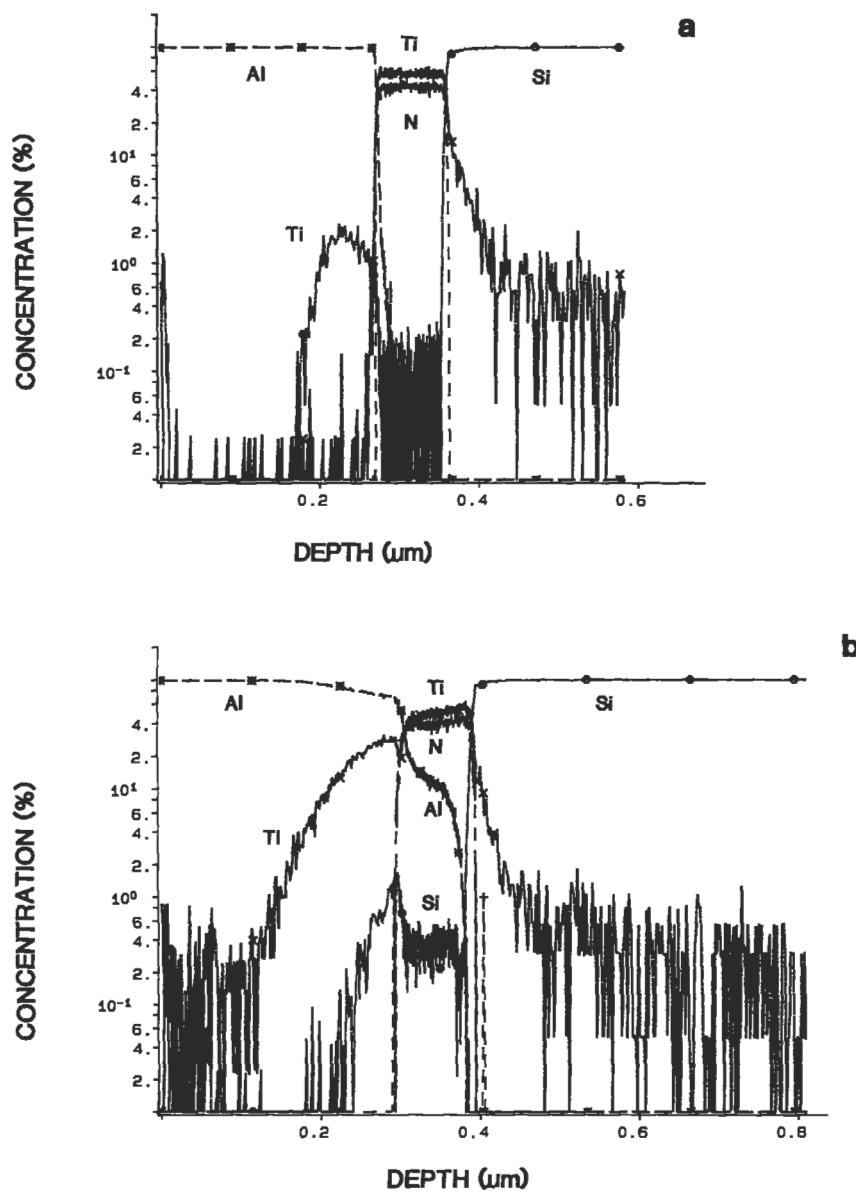 a
Ti
Al
Si
4.
2.
N
10¹
6.
4.
2.
Ti
10⁰
6.
4.
2.
10⁻¹
6.
4.
2.
CONCENTRATION (%)
0.2
0.4
0.6
DEPTH (µm)
b
Ti
Al
Si
4.
N
2.
10¹
Al
6.
4.
Ti
2.
Si
10⁰
6.
4.
2.
10⁻¹
6.
4.
2.
CONCENTRATION (%)
0.2
0.4
0.6
0.8
DEPTH (µm)